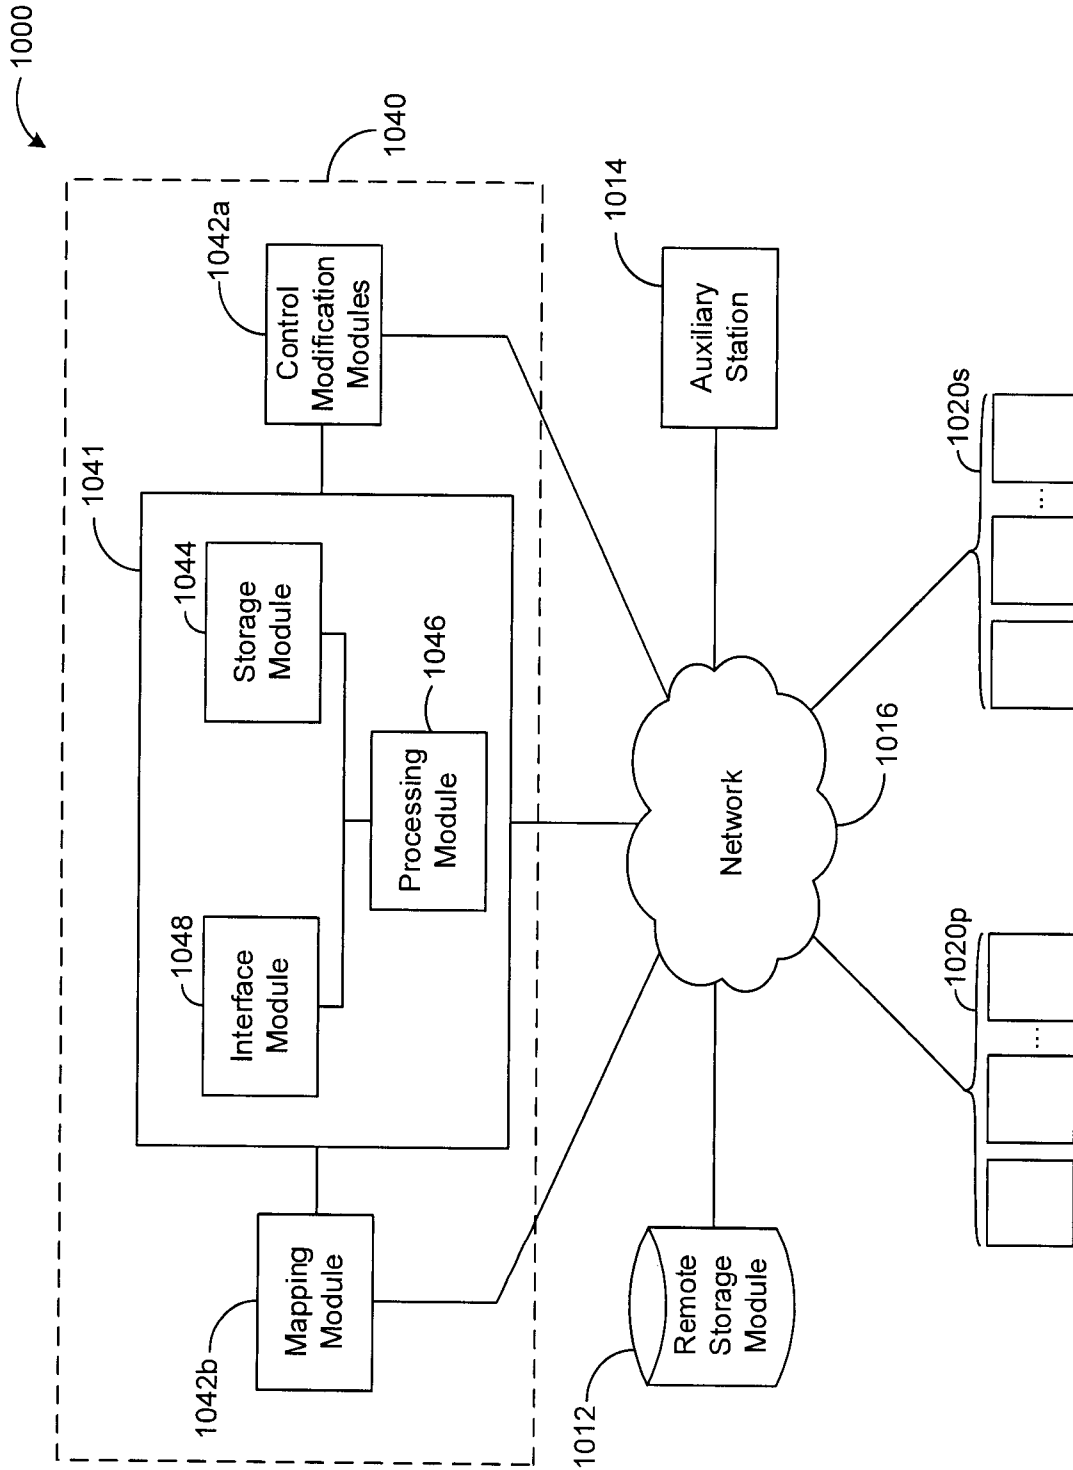 1000
1040
1041
1042a
Control
Modification
Modules
1044
Storage
Module
1046
Processing
Module
1048
Interface
Module
1042b
Mapping
Module
1012
Remote
Storage
Module
Network
1016
1014
Auxiliary
Station
1020p
...
1020s
...